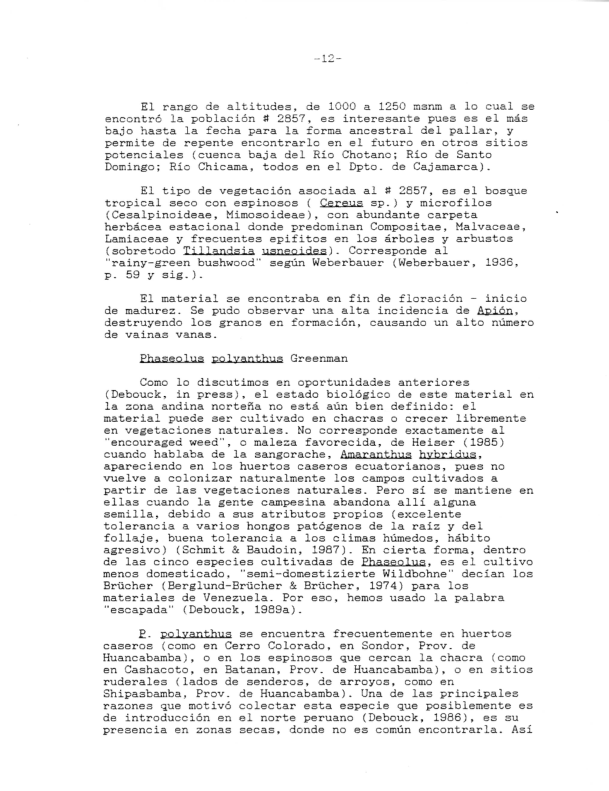 -12-
El rango de altitudes, de 1000 a 1250 msnm a lo cual se
encontró la población # 2857, es interesante pues es el más
bajo hasta la fecha para la forma ancestral del pallar, y
permite de repente encontrarlo en el futuro en otros sitios
potenciales (cuenca baja del Río Chotano; Río de Santo
Domingo; Río Chicama, todos en el Dpto. de Cajamarca).
El tipo de vegetación asociada al # 2857, es el bosque
tropical seco con espinosos ( Cereus sp.) y microfilos
(Cesalpinoideae, Mimosoideae), con abundante carpeta
herbácea estacional donde predominan Compositae, Malvaceae,
Lamiaceae y frecuentes epifitos en los árboles y arbustos
(sobretodo Tillandsia usneoides). Corresponde al
"rainy-green bushwood" según Weberbauer (Weberbauer, 1936,
p. 59 y sig.).
El material se encontraba en fin de floración - inicio
de madurez. Se pudo observar una alta incidencia de Apión,
destruyendo los granos en formación, causando un alto número
de vainas vanas.
Phaseolus polyanthus Greenman
Como lo discutimos en oportunidades anteriores
(Debouck, in press), el estado biológico de este material en
la zona andina norteña no está aún bien definido: el
material puede ser cultivado en chacras o crecer libremente
en vegetaciones naturales. No corresponde exactamente al
"encouraged weed", o maleza favorecida, de Heiser (1985)
cuando hablaba de la sangorache, Amaranthus hybridus,
apareciendo en los huertos caseros ecuatorianos, pues no
vuelve a colonizar naturalmente los campos cultivados a
partir de las vegetaciones naturales. Pero sí se mantiene en
ellas cuando la gente campesina abandona allí alguna
semilla, debido a sus atributos propios (excelente
tolerancia a varios hongos patógenos de la raíz y del
follaje, buena tolerancia a los climas húmedos, hábito
agresivo) (Schmit & Baudoin, 1987). En cierta forma, dentro
de las cinco especies cultivadas de Phaseolus, es el cultivo
menos domesticado, "semi-domestizierte Wildbohne" decían los
Brücher (Berglund-Brücher & Brücher, 1974) para los
materiales de Venezuela. Por eso, hemos usado la palabra
"escapada" (Debouck, 1989a).
P. polyanthus se encuentra frecuentemente en huertos
caseros (como en Cerro Colorado, en Sondor, Prov. de
Huancabamba), o en los espinosos que cercan la chacra (como
en Cashacoto, en Batanan, Prov. de Huancabamba), o en sitios
ruderales (lados de senderos, de arroyos, como en
Shipasbamba, Prov. de Huancabamba). Una de las principales
razones que motivó colectar esta especie que posiblemente es
de introducción en el norte peruano (Debouck, 1986), es su
presencia en zonas secas, donde no es común encontrarla. Así